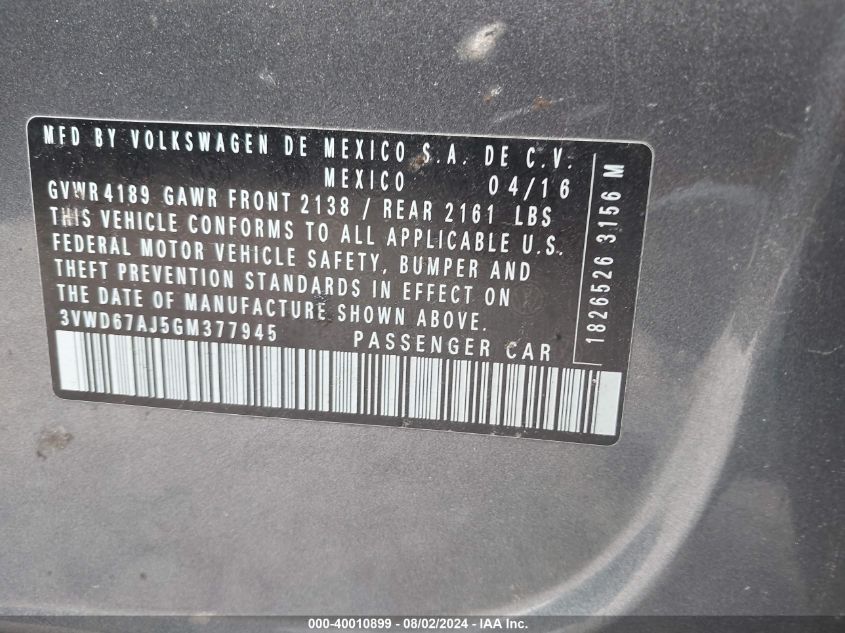 MFD BY VOLKSWAGEN DE MEXICO S.A. DE C.V.
MEXICO 04/16
GVWR 4189 GAWR FRONT 2138 / REAR 2161 LBS
THIS VEHICLE CONFORMS TO ALL APPLICABLE U.S.
FEDERAL MOTOR VEHICLE SAFETY, BUMPER AND
THEFT PREVENTION STANDARDS IN EFFECT ON
THE DATE OF MANUFACTURE SHOWN ABOVE.
3VWD67AJ5GM377945 PASSENGER CAR
1826526 3156 M
000-40010899 - 08/02/2024 - IAA Inc.